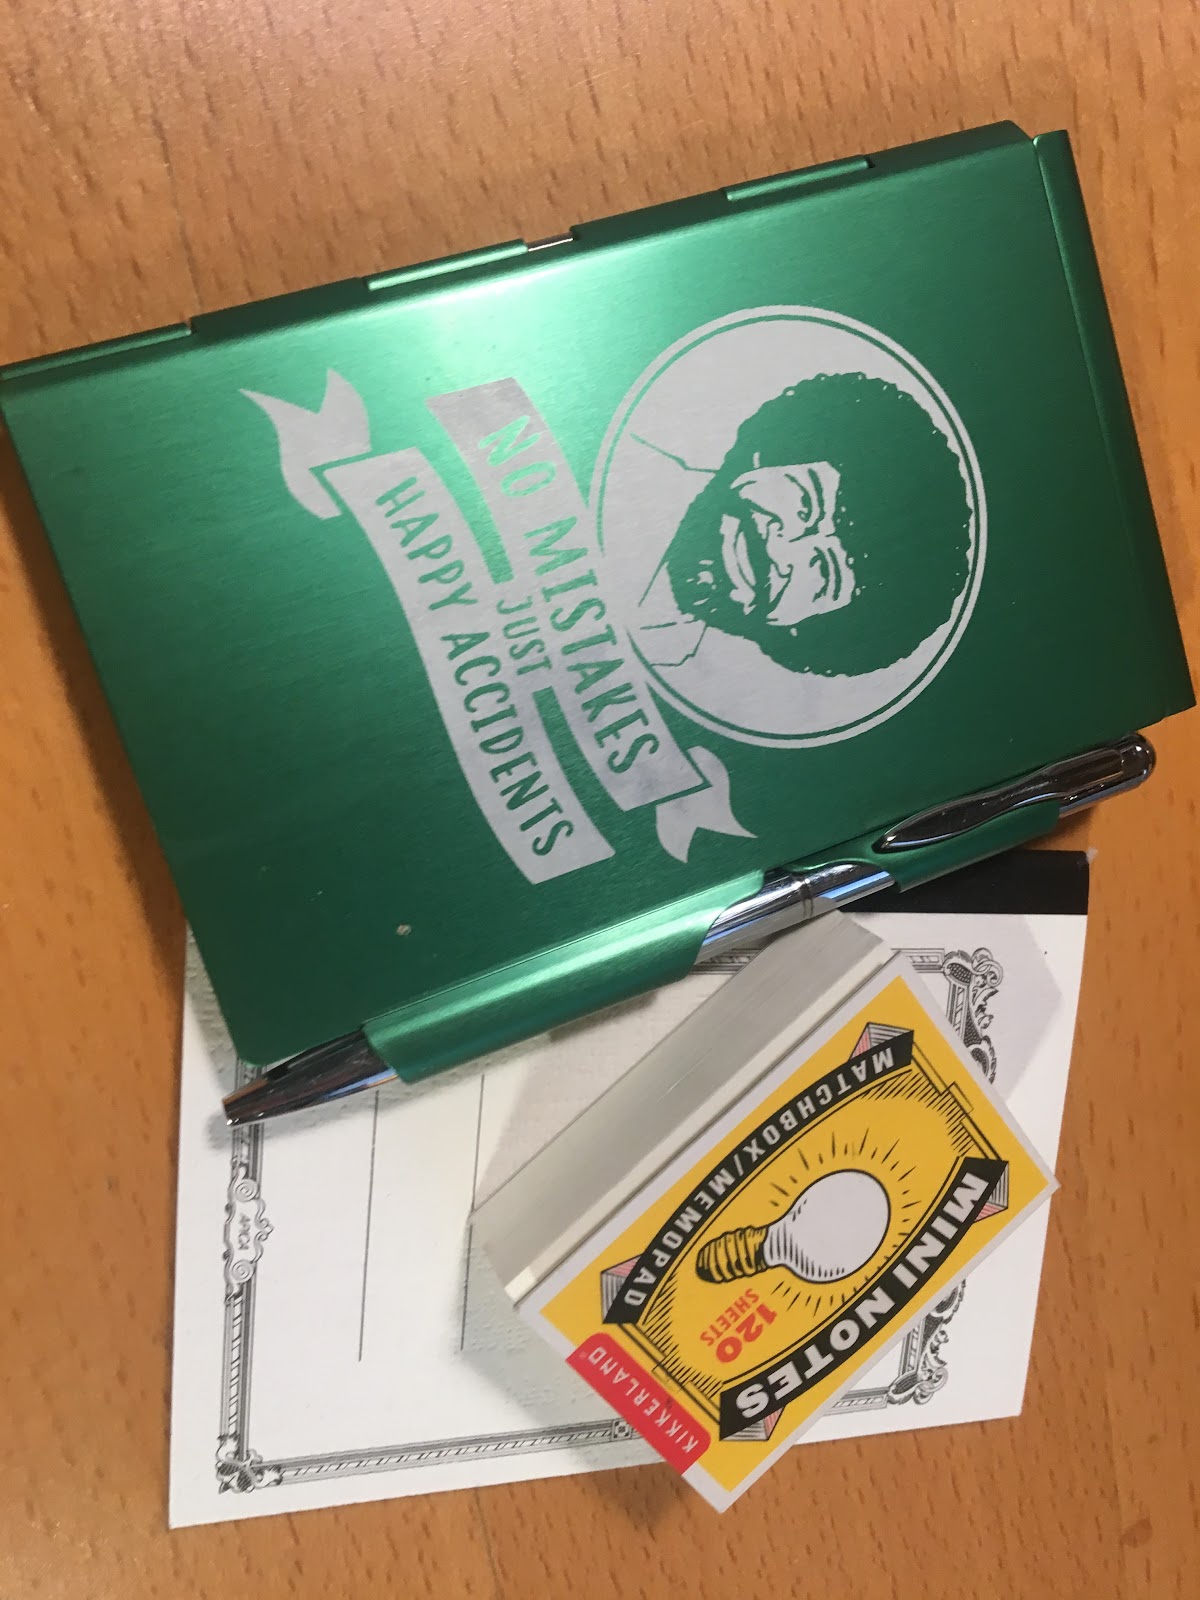 NO MISTAKES
JUST
HAPPY ACCIDENTS
MINI NOTES
120
SHEETS
MATCHBOX/MEMOPAD
KIKKERLAND®